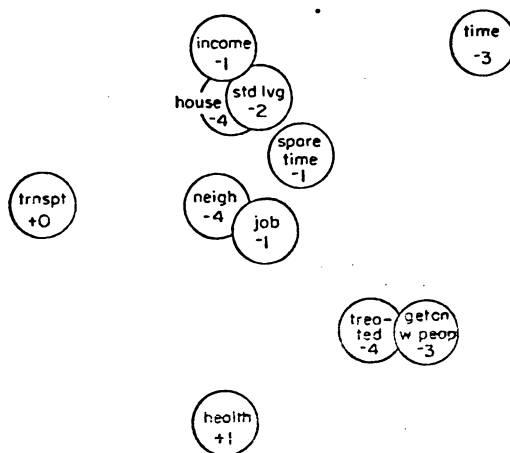 income
-1
time
-3
house
-4
std lvg
-2
spare
time
-1
trnspt
+0
neigh
-4
job
-1
trea-
ted
-4
geton
w peop
-3
health
+1